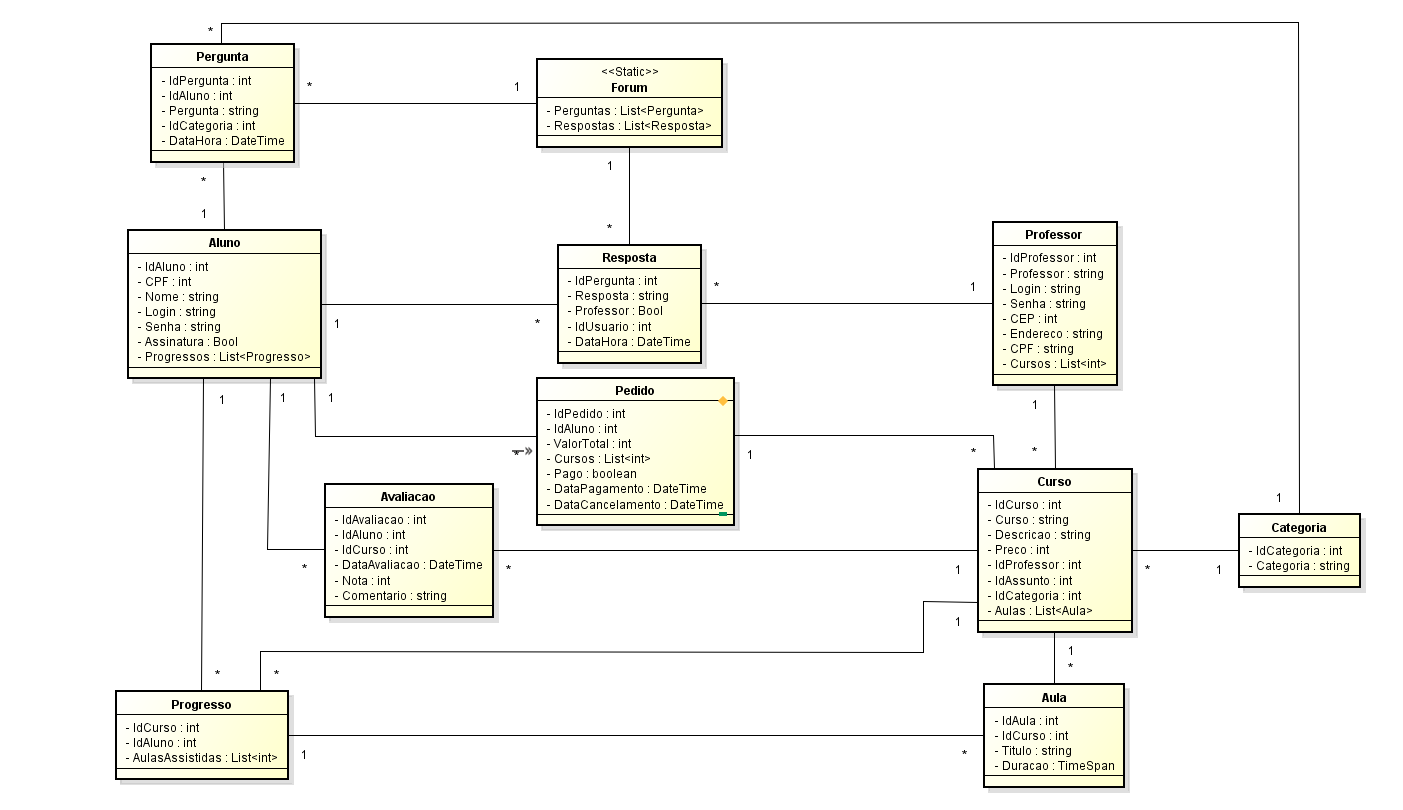 *
Pergunta
- IdPergunta : int
- IdAluno : int
- Pergunta : string
- IdCategoria : int
- DataHora : DateTime
*
1
<<Static>>
Forum
- Perguntas : List<Pergunta>
- Respostas : List<Resposta>
*
1
1
*
Aluno
- IdAluno : int
- CPF : int
- Nome : string
- Login : string
- Senha : string
- Assinatura : Bool
- Progressos : List<Progresso>
1
*
Resposta
- IdPergunta : int
- Resposta : string
- Professor : Bool
- IdUsuario : int
- DataHora : DateTime
*
1
Professor
- IdProfessor : int
- Professor : string
- Login : string
- Senha : string
- CEP : int
- Endereco : string
- CPF : string
- Cursos : List<int>
1
*
1
1
1
*
Pedido
- IdPedido : int
- IdAluno : int
- ValorTotal : int
- Cursos : List<int>
- Pago : boolean
- DataPagamento : DateTime
- DataCancelamento : DateTime
1
*
Avaliacao
- IdAvaliacao : int
- IdAluno : int
- IdCurso : int
- DataAvaliacao : DateTime
- Nota : int
- Comentario : string
*
*
1
Curso
- IdCurso : int
- Curso : string
- Descricao : string
- Preco : int
- IdProfessor : int
- IdAssunto : int
- IdCategoria : int
- Aulas : List<Aula>
*
1
1
Categoria
- IdCategoria : int
- Categoria : string
1
1
*
*
*
Progresso
- IdCurso : int
- IdAluno : int
- AulasAssistidas : List<int>
1
*
Aula
- IdAula : int
- IdCurso : int
- Titulo : string
- Duracao : TimeSpan